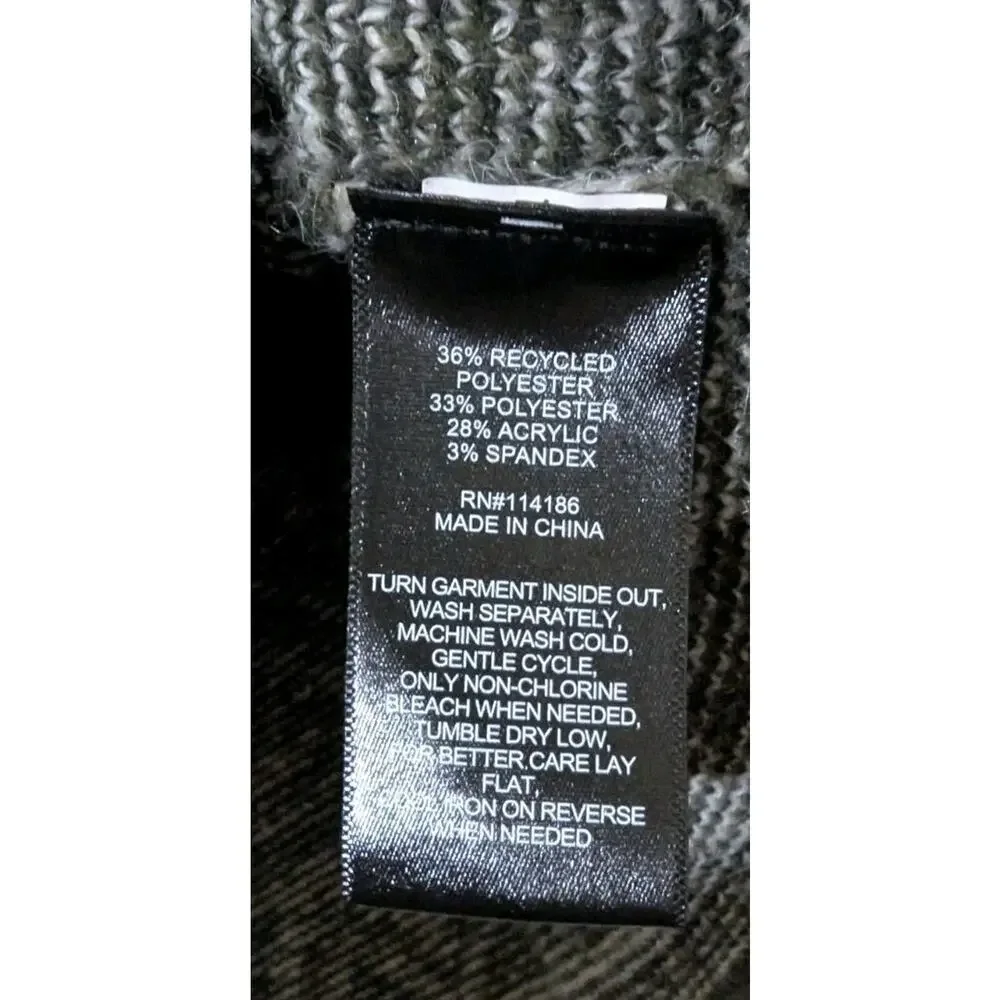 36% RECYCLED
POLYESTER
33% POLYESTER
28% ACRYLIC
3% SPANDEX
RN#114186
MADE IN CHINA
TURN GARMENT INSIDE OUT,
WASH SEPARATELY,
MACHINE WASH COLD,
GENTLE CYCLE,
ONLY NON-CHLORINE
BLEACH WHEN NEEDED,
TUMBLE DRY LOW,
FOR BETTER CARE LAY
FLAT,
COOL IRON ON REVERSE
WHEN NEEDED